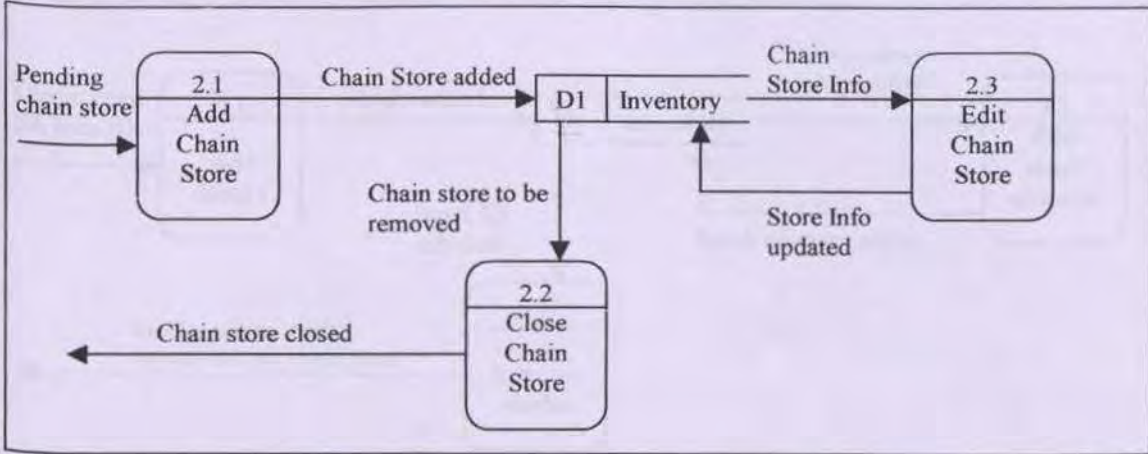 Pending
chain store
2.1
Add
Chain
Store
Chain Store added
D1 Inventory
Chain
Store Info
2.3
Edit
Chain
Store
Chain store to be
removed
Store Info
updated
2.2
Close
Chain
Store
Chain store closed